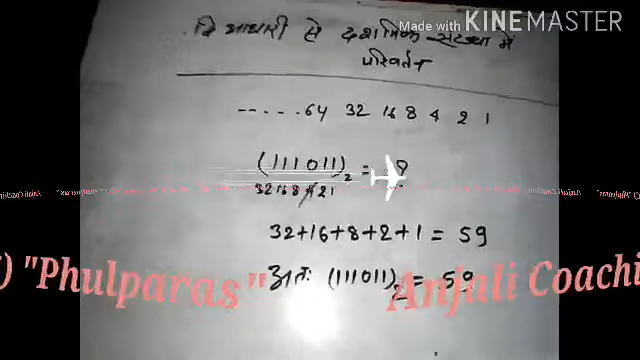 Made with KINEMASTER
द्विआधारी से दशमिक संख्या में
परिवर्तन
-----64 32 16 8 4 2 1
(111011)₂ = ?
32 16 8 4 2 1
32+16+8+2+1 = 59
अतः (111011)₂ = 59
) "Phulparas" Anjali Coachi